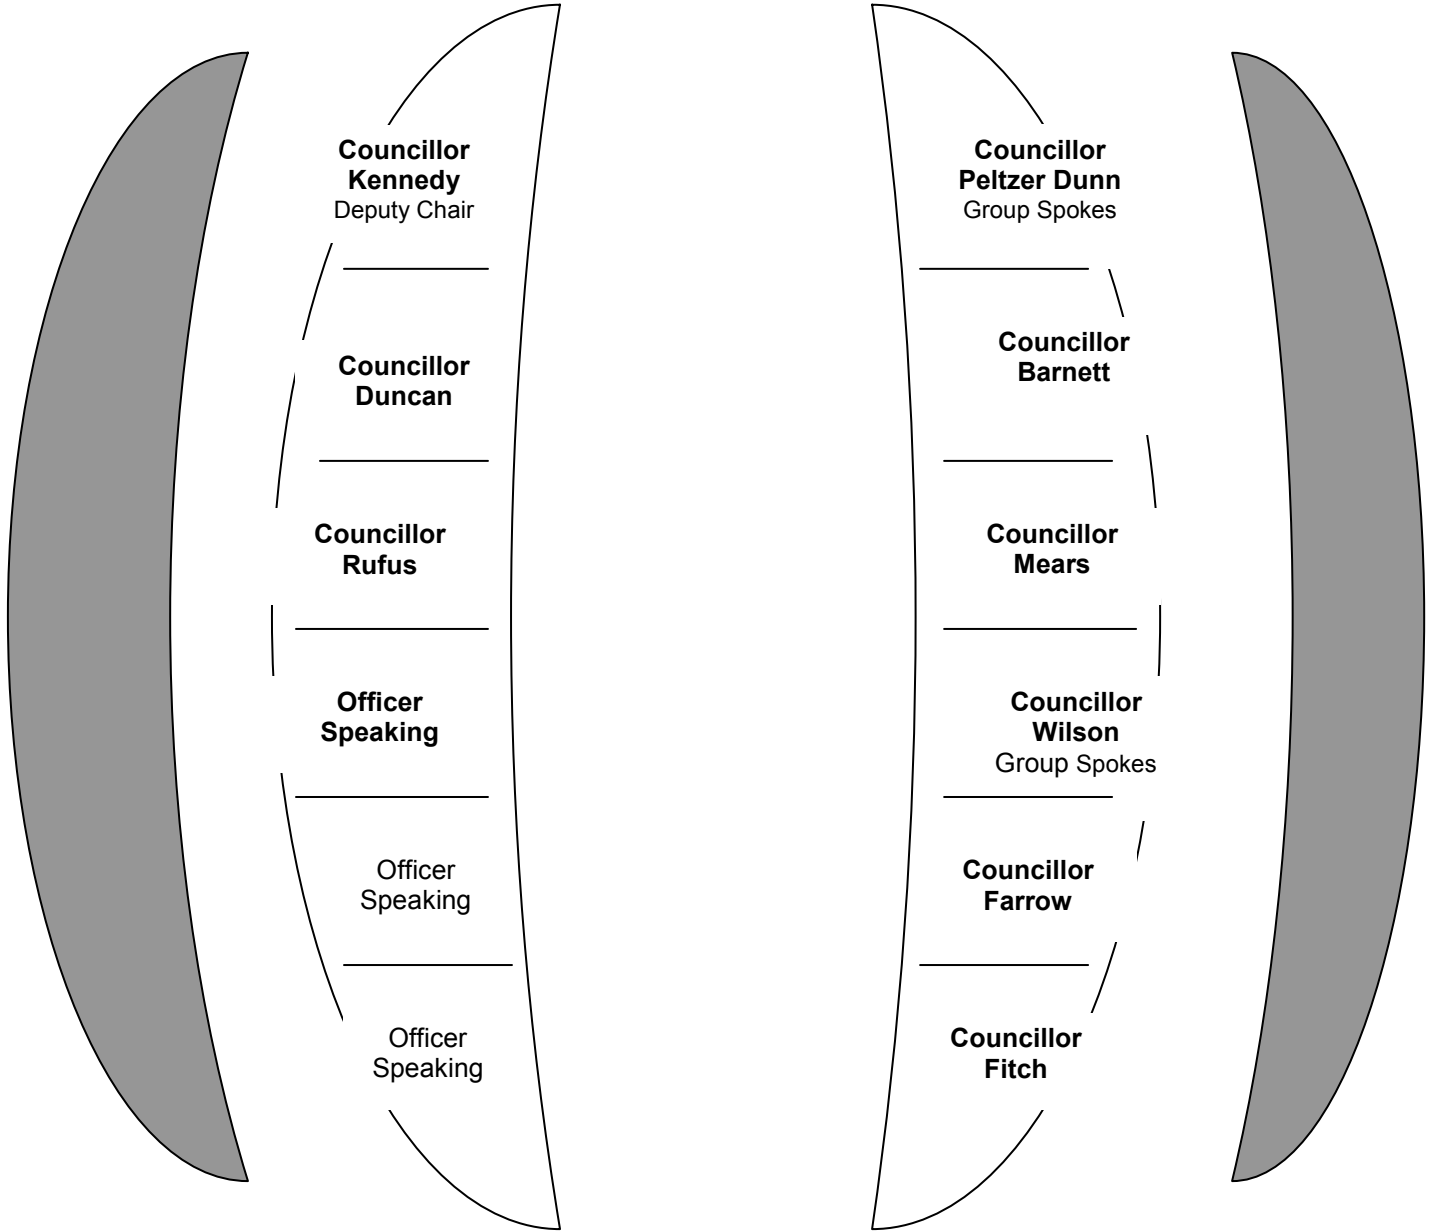 Councillor
Kennedy
Deputy Chair
Councillor
Duncan
Councillor
Rufus
Officer
Speaking
Officer
Speaking
Officer
Speaking
Councillor
Peltzer Dunn
Group Spokes
Councillor
Barnett
Councillor
Mears
Councillor
Wilson
Group Spokes
Councillor
Farrow
Councillor
Fitch